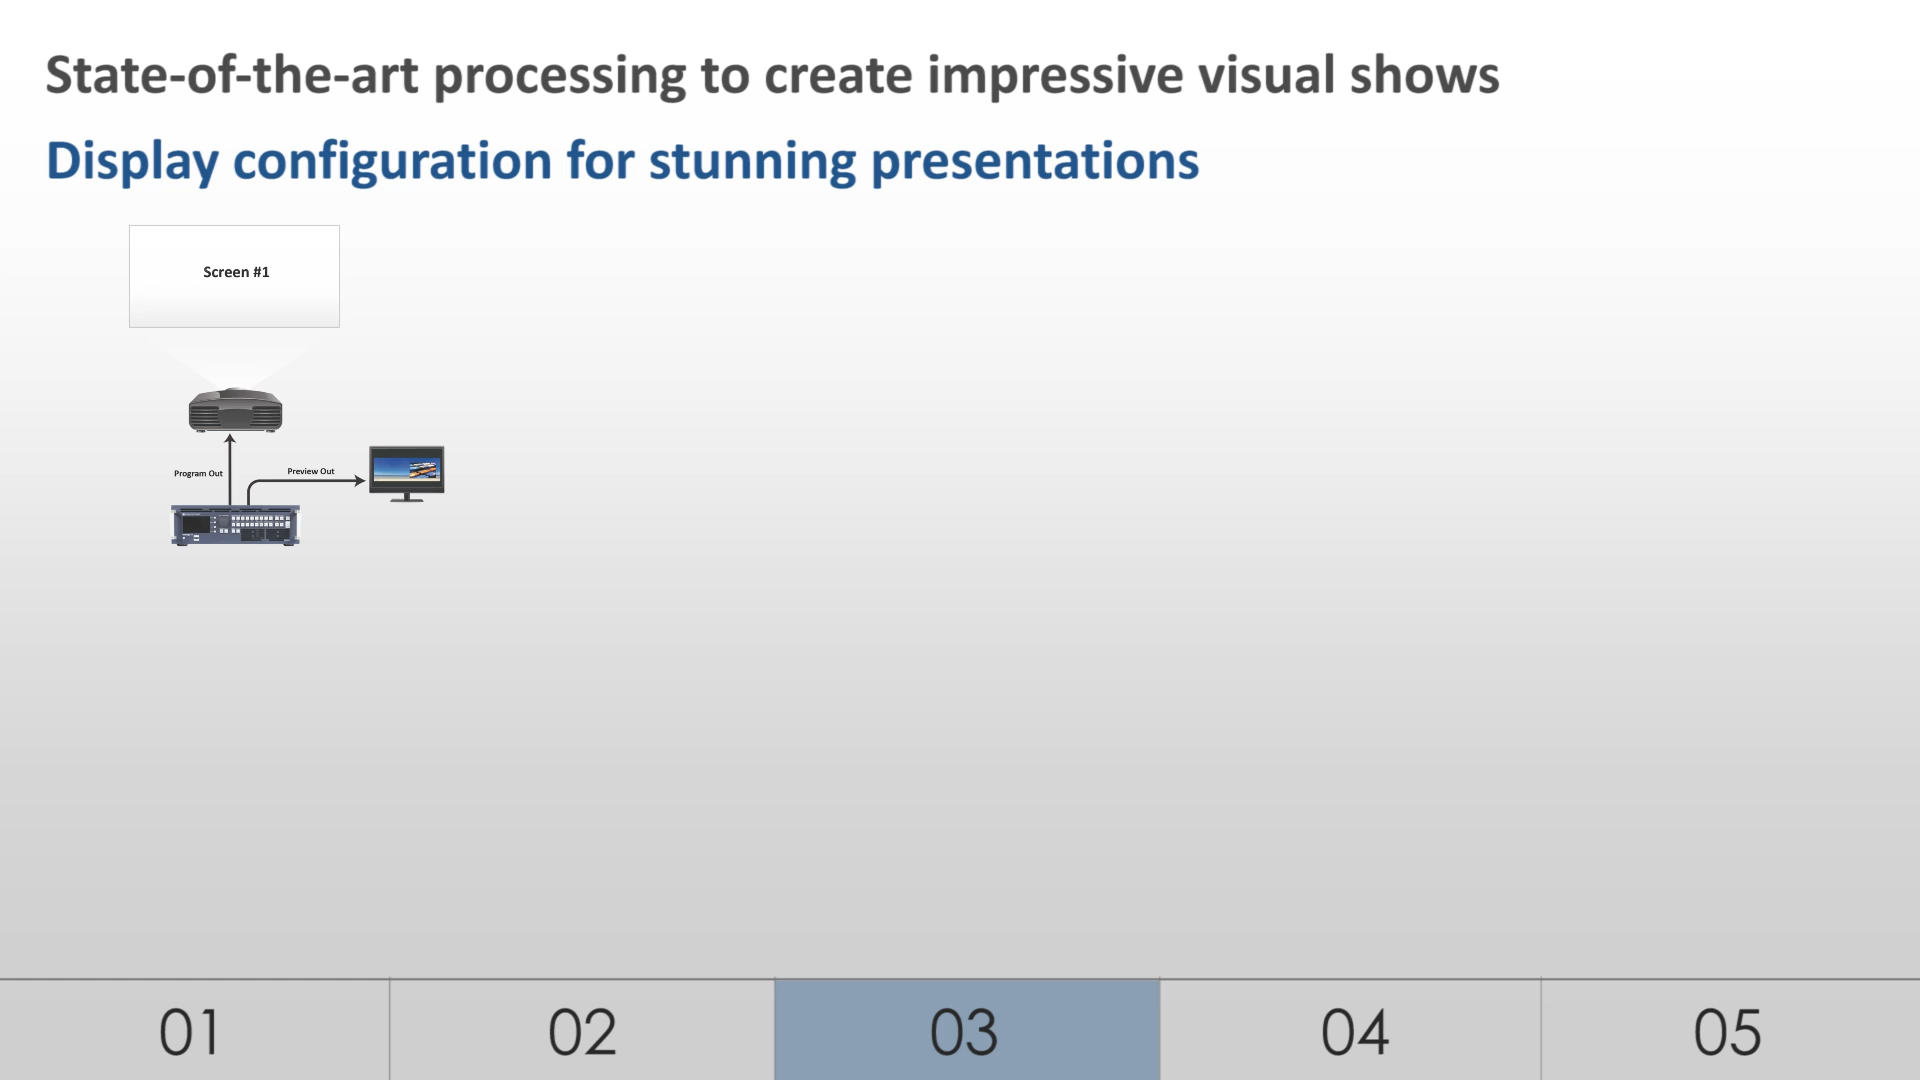 State-of-the-art processing to create impressive visual shows
Display configuration for stunning presentations
Screen #1
Program Out
Preview Out
01
02
03
04
05